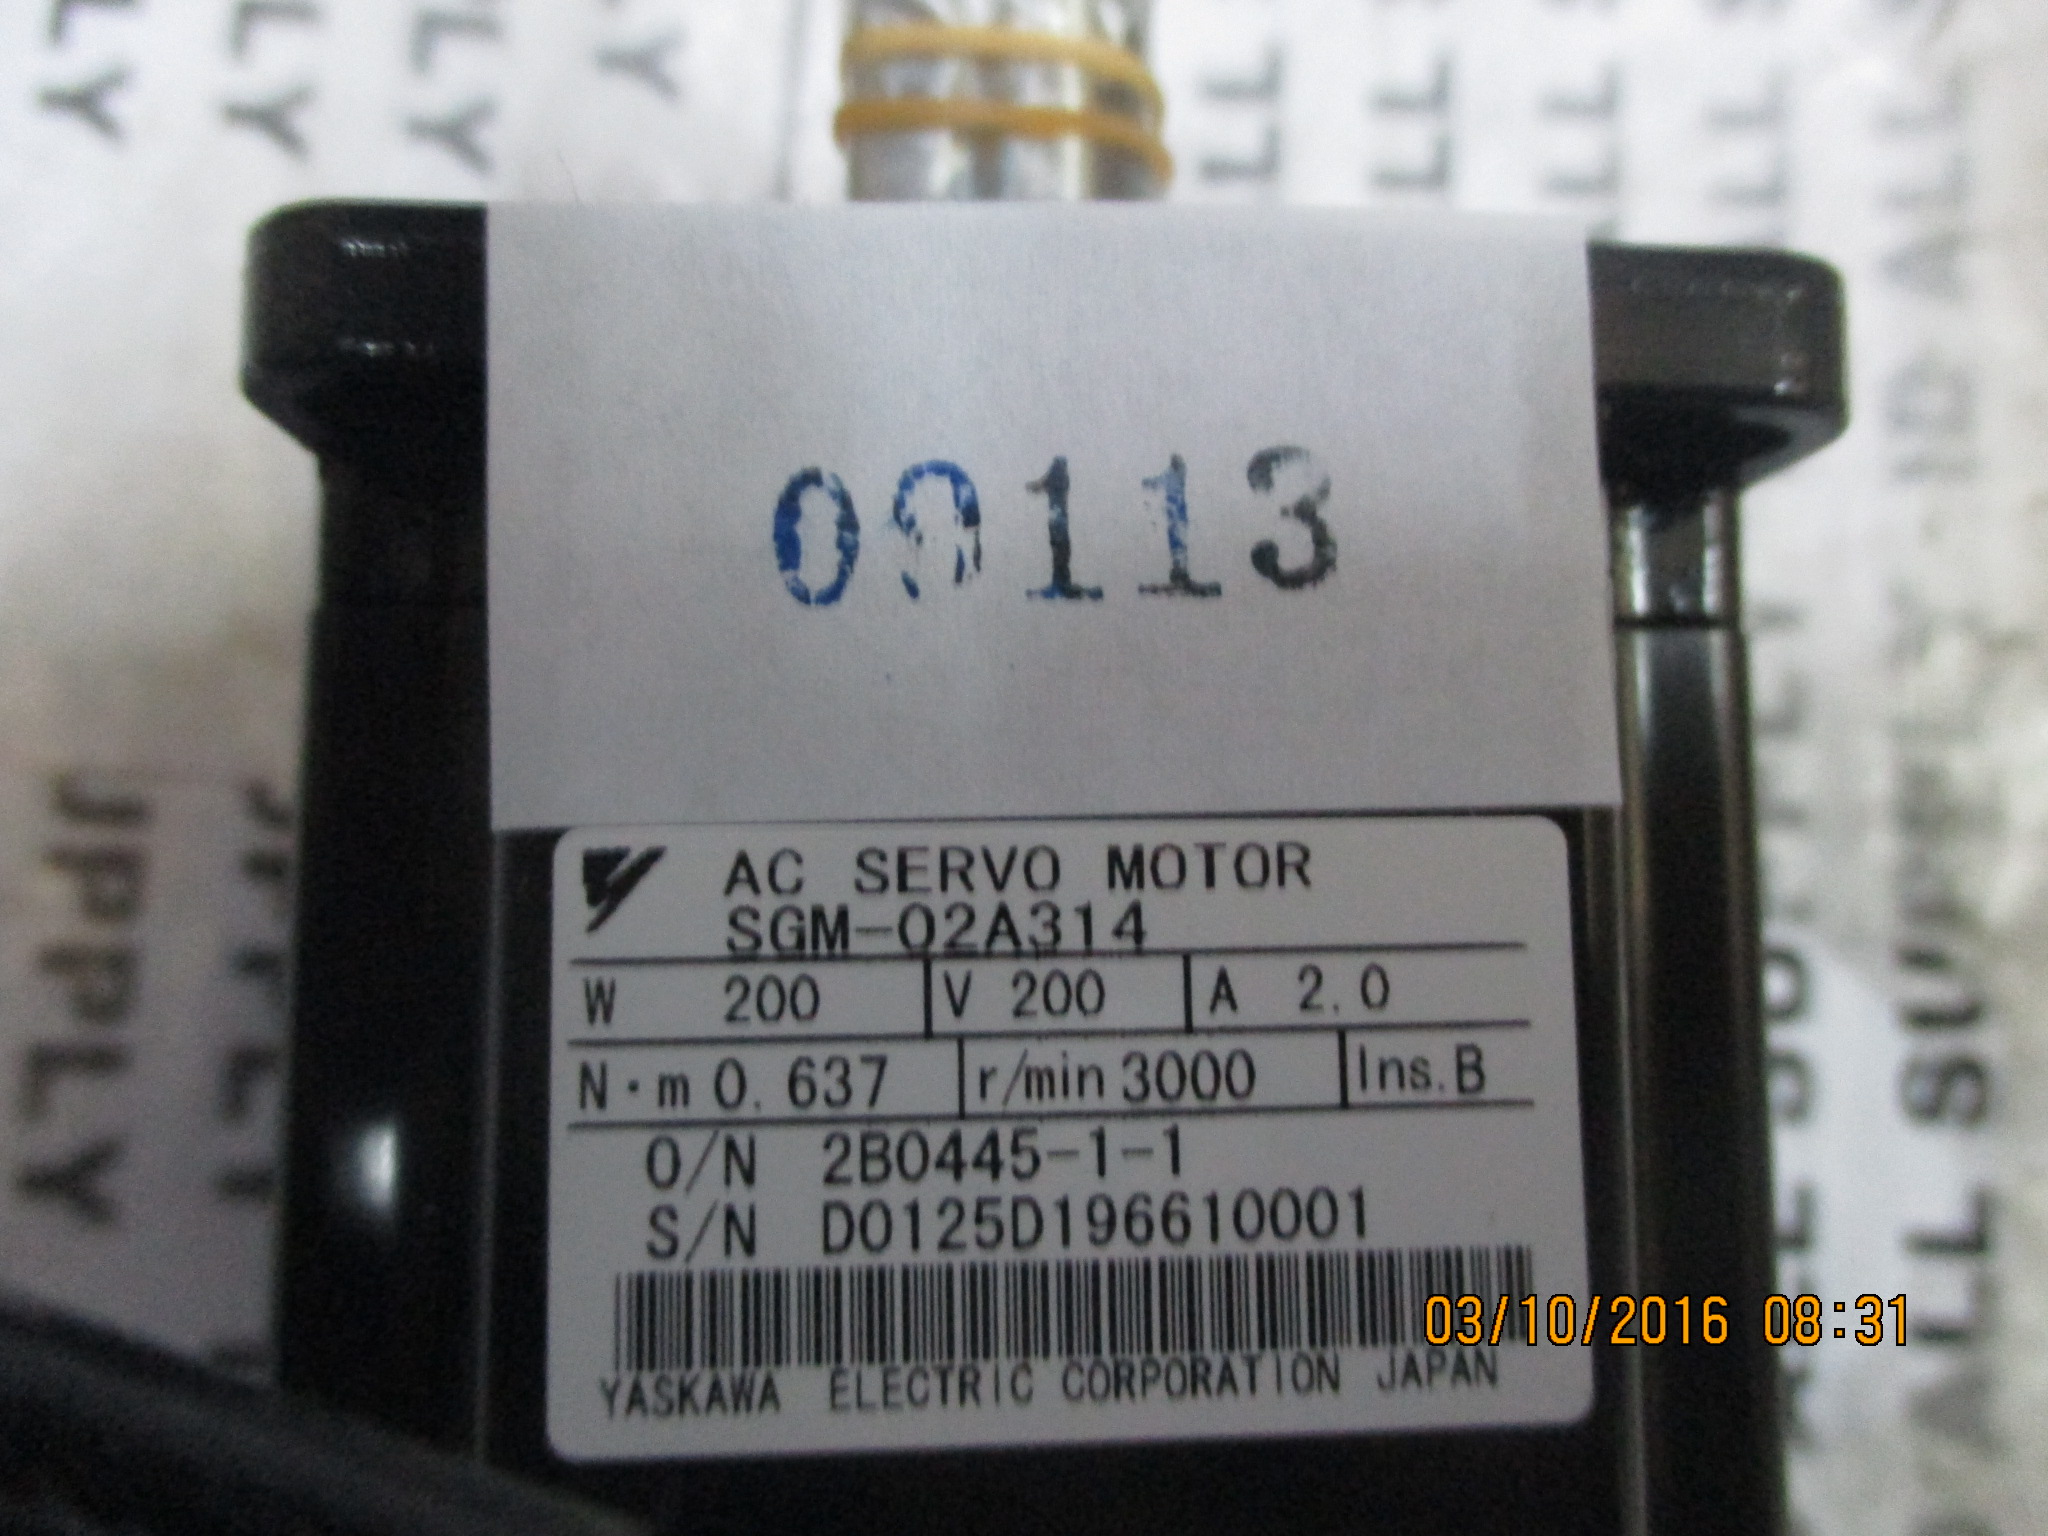 09113
AC SERVO MOTOR
SGM-02A314
W 200 V 200 A 2.0
N·m 0.637 r/min 3000 Ins.B
O/N 2B0445-1-1
S/N D0125D196610001
YASKAWA ELECTRIC CORPORATION JAPAN
03/10/2016 08:31